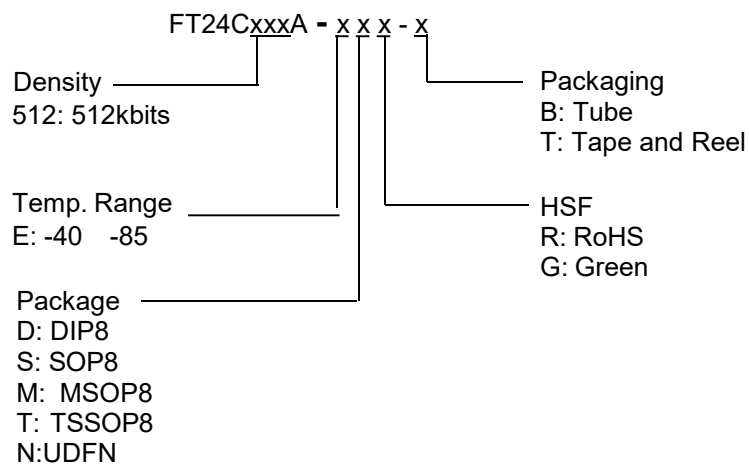 FT24CxxxA - x x x - x
Density
512: 512kbits
Temp. Range
E: -40 -85
Package
D: DIP8
S: SOP8
M: MSOP8
T: TSSOP8
N:UDFN
Packaging
B: Tube
T: Tape and Reel
HSF
R: RoHS
G: Green